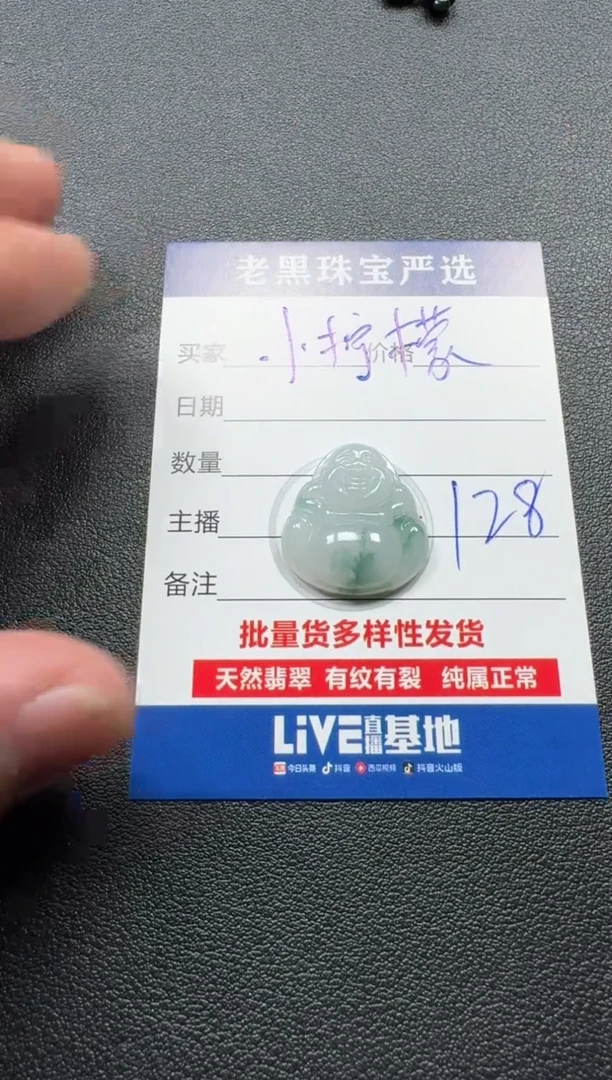 老黑珠宝严选
买家 小柠檬 价格
日期
数量
主播 128
备注
批量货多样性发货
天然翡翠 有纹有裂 纯属正常
LiVE直播基地
头条 今日头条 抖音 西瓜视频 抖音火山版